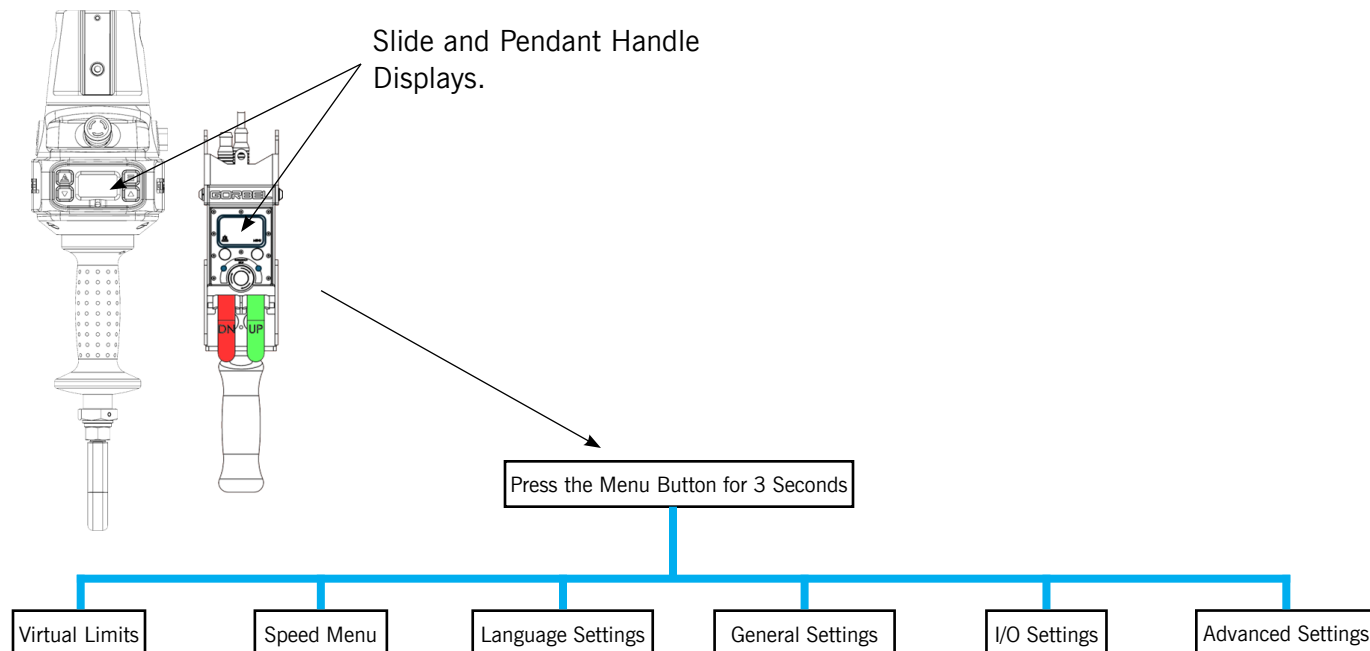 Slide and Pendant Handle
Displays.
GORBEL
DN UP
Press the Menu Button for 3 Seconds
Virtual Limits
Speed Menu
Language Settings
General Settings
I/O Settings
Advanced Settings